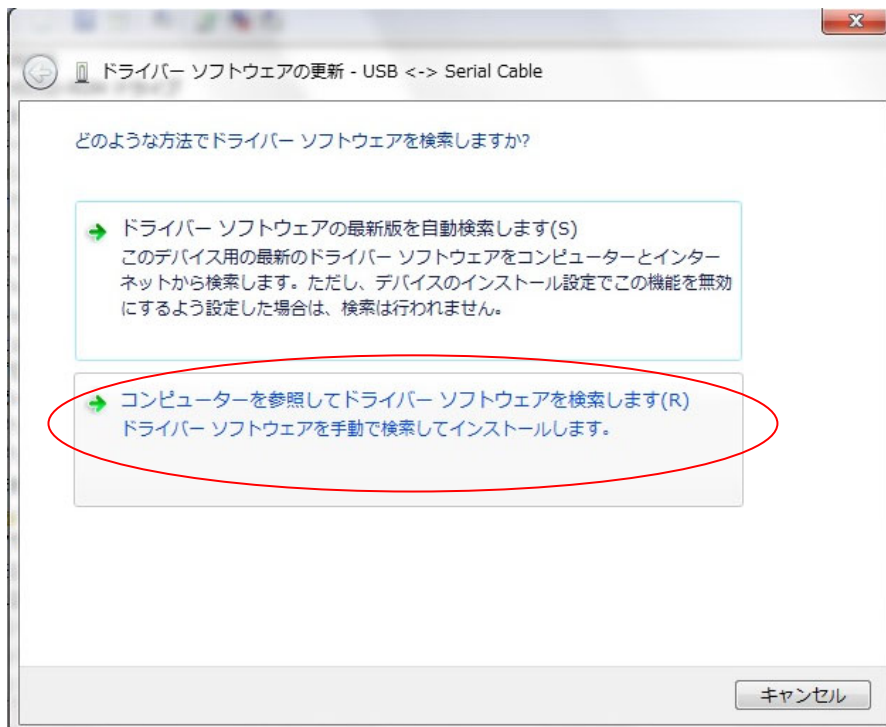 ドライバー ソフトウェアの更新 - USB <-> Serial Cable
どのような方法でドライバー ソフトウェアを検索しますか?
ドライバー ソフトウェアの最新版を自動検索します(S)
このデバイス用の最新のドライバー ソフトウェアをコンピューターとインター
ネットから検索します。ただし、デバイスのインストール設定でこの機能を無効
にするよう設定した場合は、検索は行われません。
コンピューターを参照してドライバー ソフトウェアを検索します(R)
ドライバー ソフトウェアを手動で検索してインストールします。
キャンセル